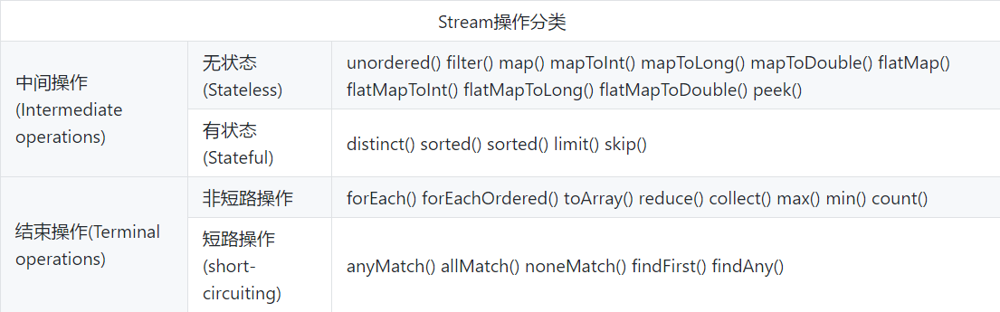 Stream操作分类
中间操作
(Intermediate
operations)
无状态
(Stateless)
unordered() filter() map() mapToInt() mapToLong() mapToDouble() flatMap()
flatMapToInt() flatMapToLong() flatMapToDouble() peek()
有状态
(Stateful)
distinct() sorted() sorted() limit() skip()
结束操作(Terminal
operations)
非短路操作
forEach() forEachOrdered() toArray() reduce() collect() max() min() count()
短路操作
(short-
circuiting)
anyMatch() allMatch() noneMatch() findFirst() findAny()